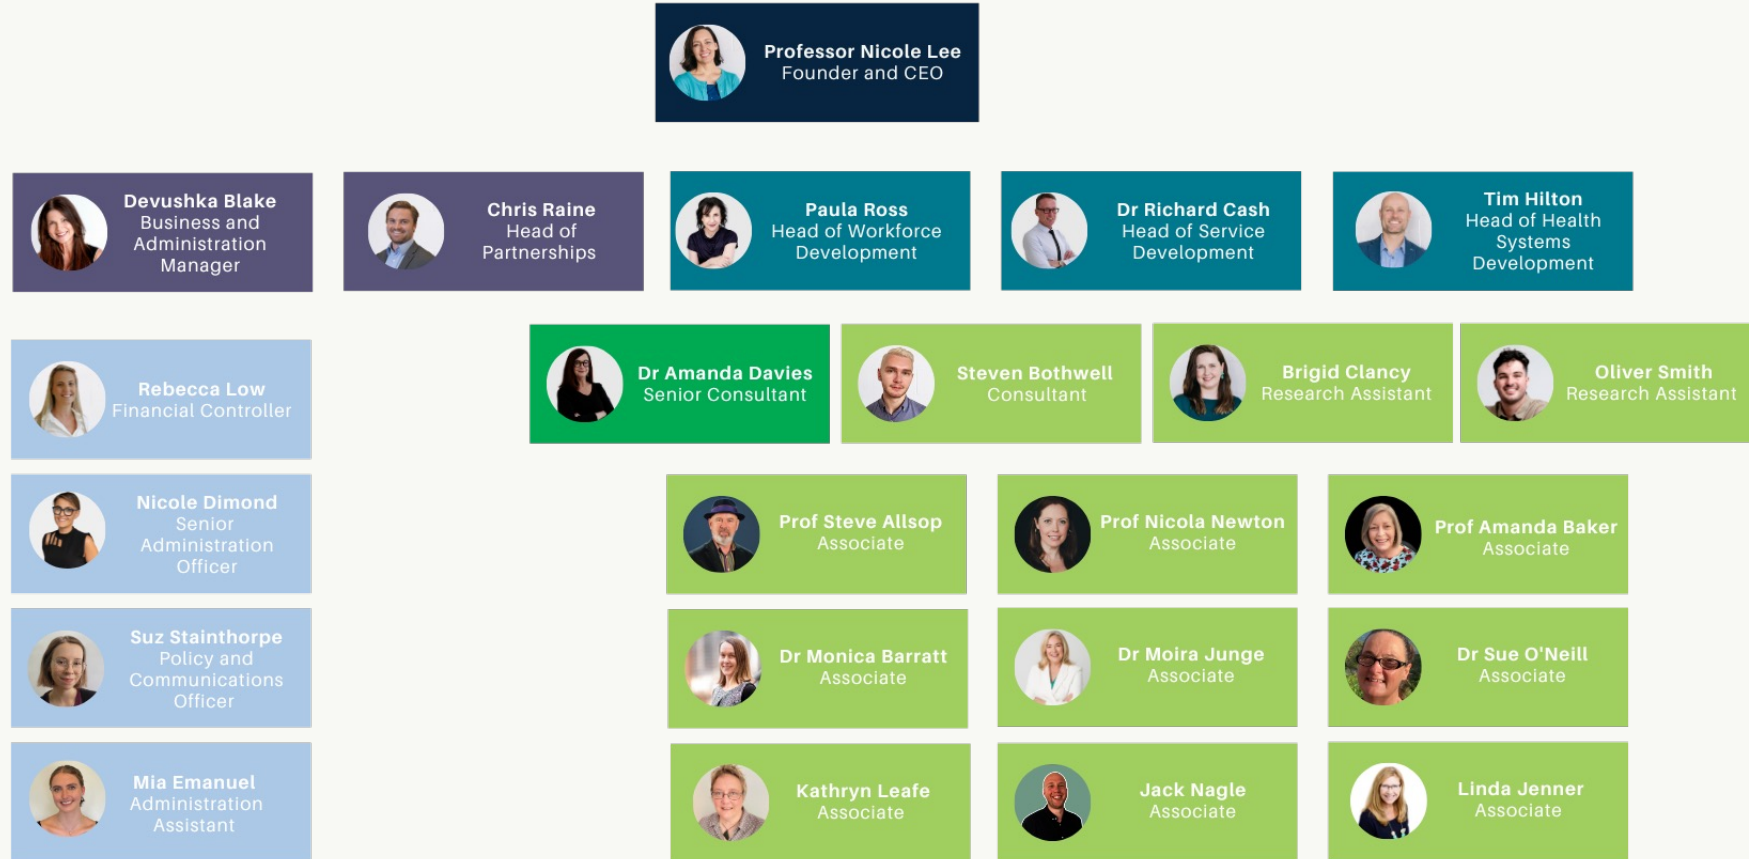 Professor Nicole Lee
Founder and CEO
Devushka Blake
Business and
Administration
Manager
Chris Raine
Head of
Partnerships
Paula Ross
Head of Workforce
Development
Dr Richard Cash
Head of Service
Development
Tim Hilton
Head of Health
Systems
Development
Rebecca Low
Financial Controller
Dr Amanda Davies
Senior Consultant
Steven Bothwell
Consultant
Brigid Clancy
Research Assistant
Oliver Smith
Research Assistant
Nicole Dimond
Senior
Administration
Officer
Prof Steve Allsop
Associate
Prof Nicola Newton
Associate
Prof Amanda Baker
Associate
Suz Stainthorpe
Policy and
Communications
Officer
Dr Monica Barratt
Associate
Dr Moira Junge
Associate
Dr Sue O'Neill
Associate
Mia Emanuel
Administration
Assistant
Kathryn Leafe
Associate
Jack Nagle
Associate
Linda Jenner
Associate